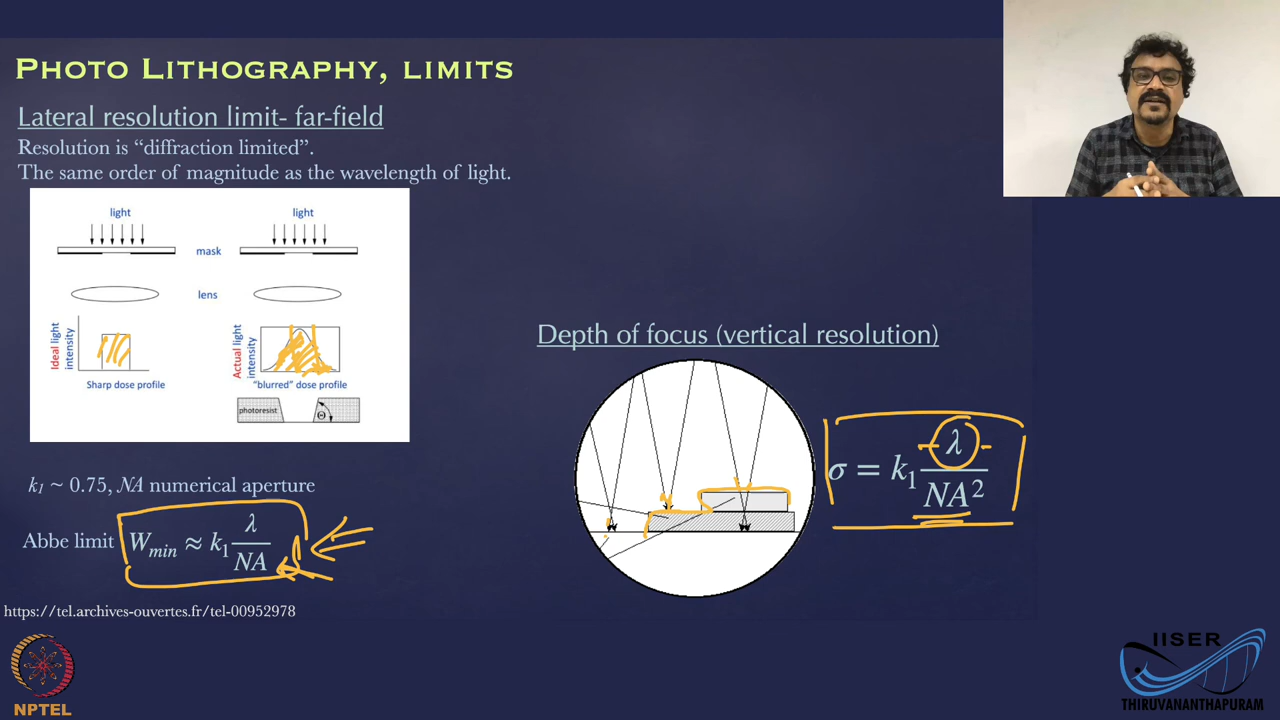 PHOTO LITHOGRAPHY, LIMITS
Lateral resolution limit- far-field
Resolution is “diffraction limited”.
The same order of magnitude as the wavelength of light.
light light
mask
lens
Ideal light intensity
Actual light intensity
Sharp dose profile "blurred" dose profile
photoresist Θ
k₁ ~ 0.75, NA numerical aperture
Abbe limit W_min ≈ k₁ λ/NA
https://tel.archives-ouvertes.fr/tel-00952978
Depth of focus (vertical resolution)
σ = k₁ λ/NA²
NPTEL
IISER
THIRUVANANTHAPURAM